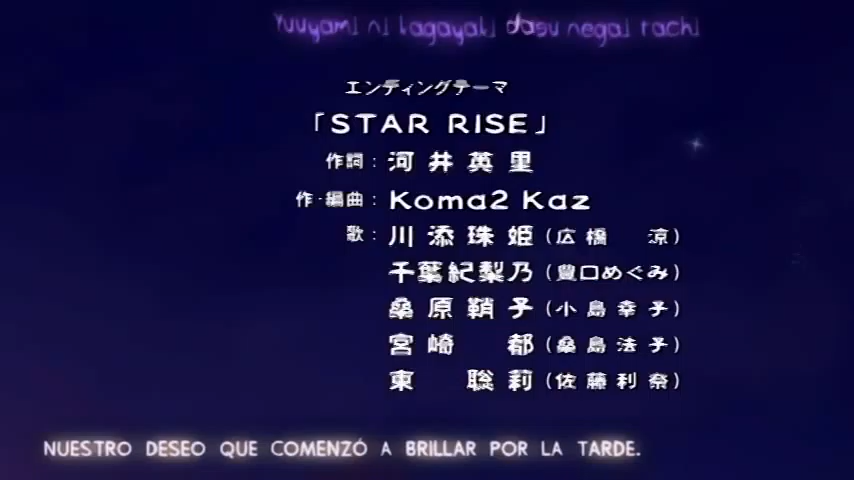 Yuuyami ni kagayaki dasu negai tachi
エンディングテーマ
「STAR RISE」
作詞：河井英里
作・編曲：Koma2 Kaz
歌：川添珠姫（広橋 涼）
千葉紀梨乃（豊口めぐみ）
桑原鞘子（小島幸子）
宮崎 都（桑島法子）
東 聡莉（佐藤利奈）
NUESTRO DESEO QUE COMENZÓ A BRILLAR POR LA TARDE.